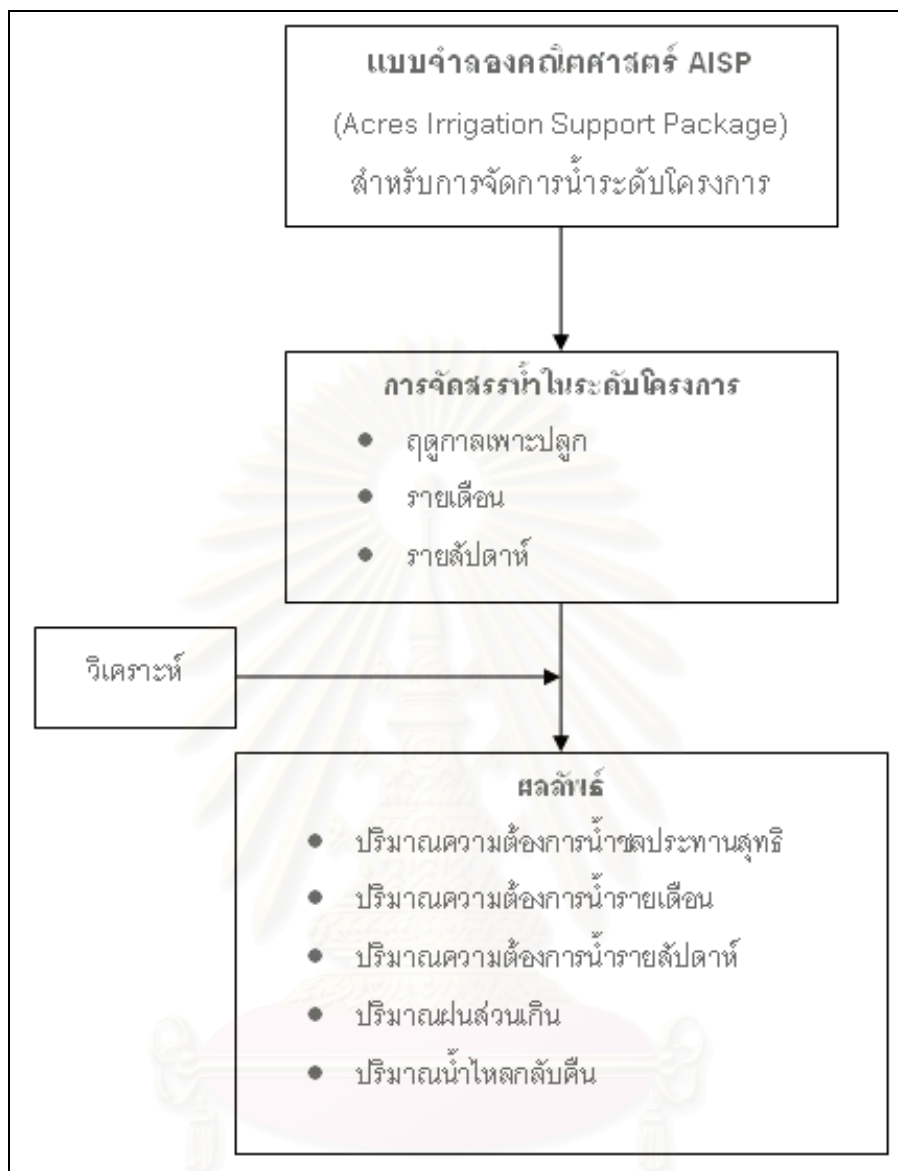 แบบจำลองคณิตศาสตร์ AISP
(Acres Irrigation Support Package)
สำหรับการจัดการน้ำระดับโครงการ
การจัดสรรน้ำในระดับโครงการ
● ฤดูกาลเพาะปลูก
● รายเดือน
● รายสัปดาห์
วิเคราะห์
ผลลัพธ์
● ปริมาณความต้องการน้ำชลประทานสุทธิ
● ปริมาณความต้องการน้ำรายเดือน
● ปริมาณความต้องการน้ำรายสัปดาห์
● ปริมาณฝนส่วนเกิน
● ปริมาณน้ำไหลกลับคืน